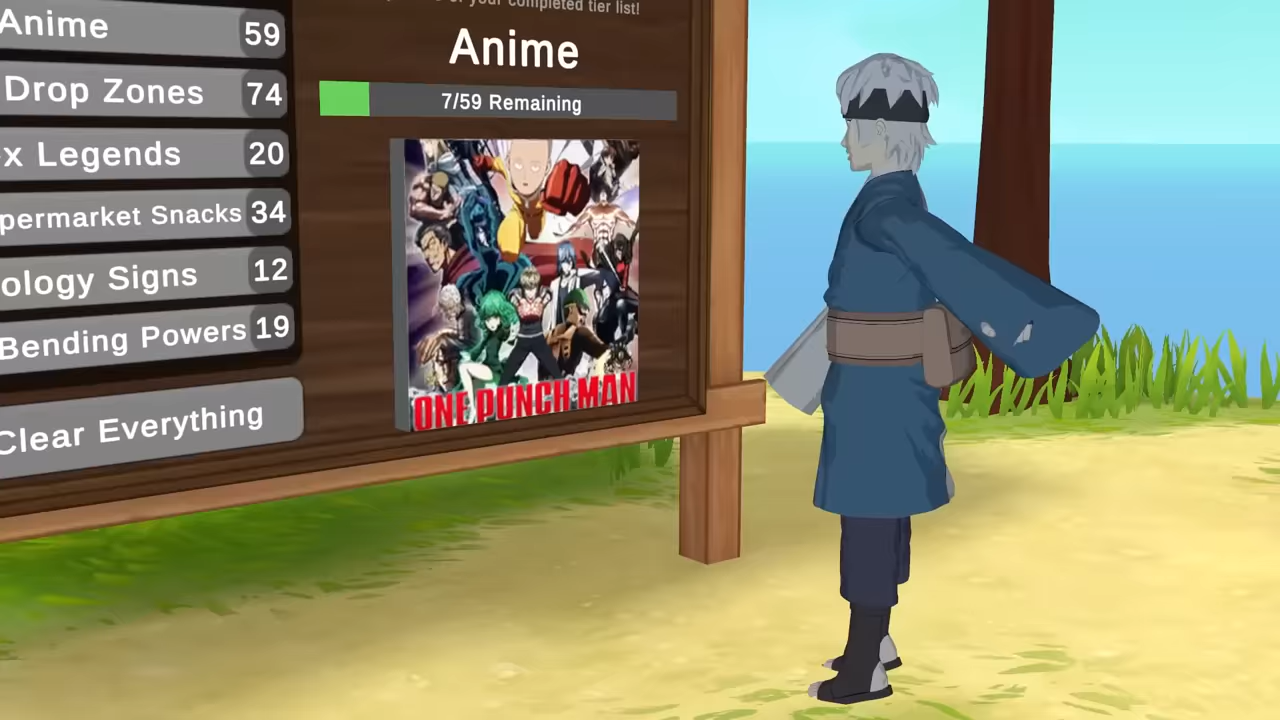 Anime 59
Drop Zones 74
x Legends 20
permarket Snacks 34
ology Signs 12
Bending Powers 19
Clear Everything
your completed tier list!
Anime
7/59 Remaining
ONE PUNCH MAN